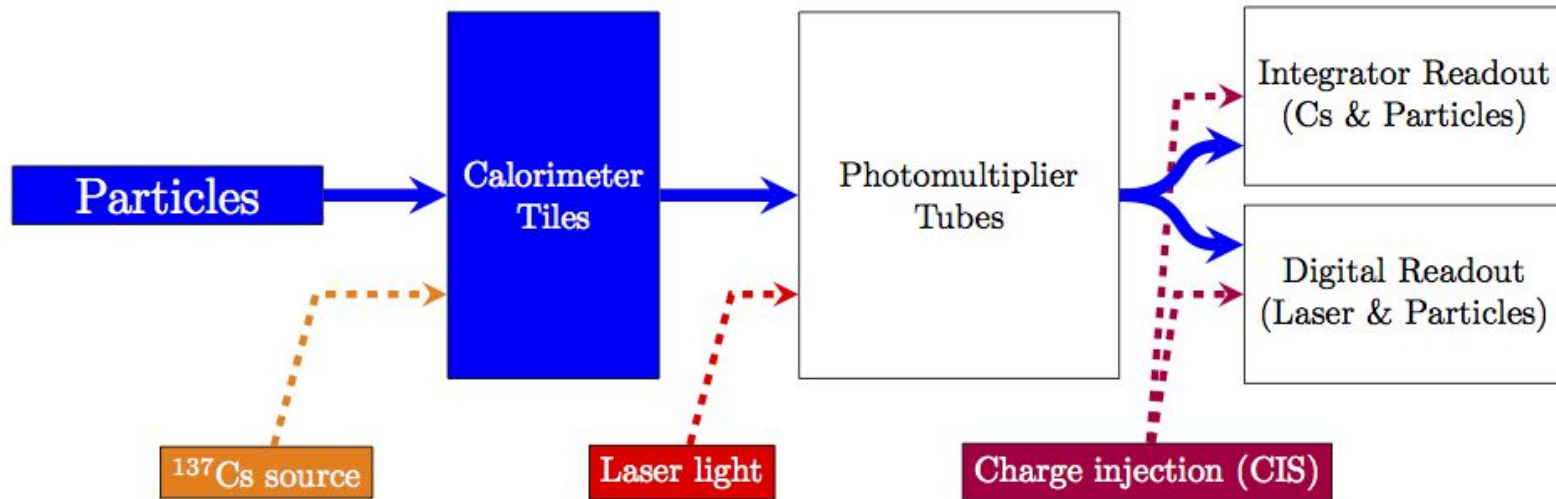 Particles
Calorimeter
Tiles
Photomultiplier
Tubes
Integrator Readout
(Cs & Particles)
Digital Readout
(Laser & Particles)
¹³⁷Cs source
Laser light
Charge injection (CIS)